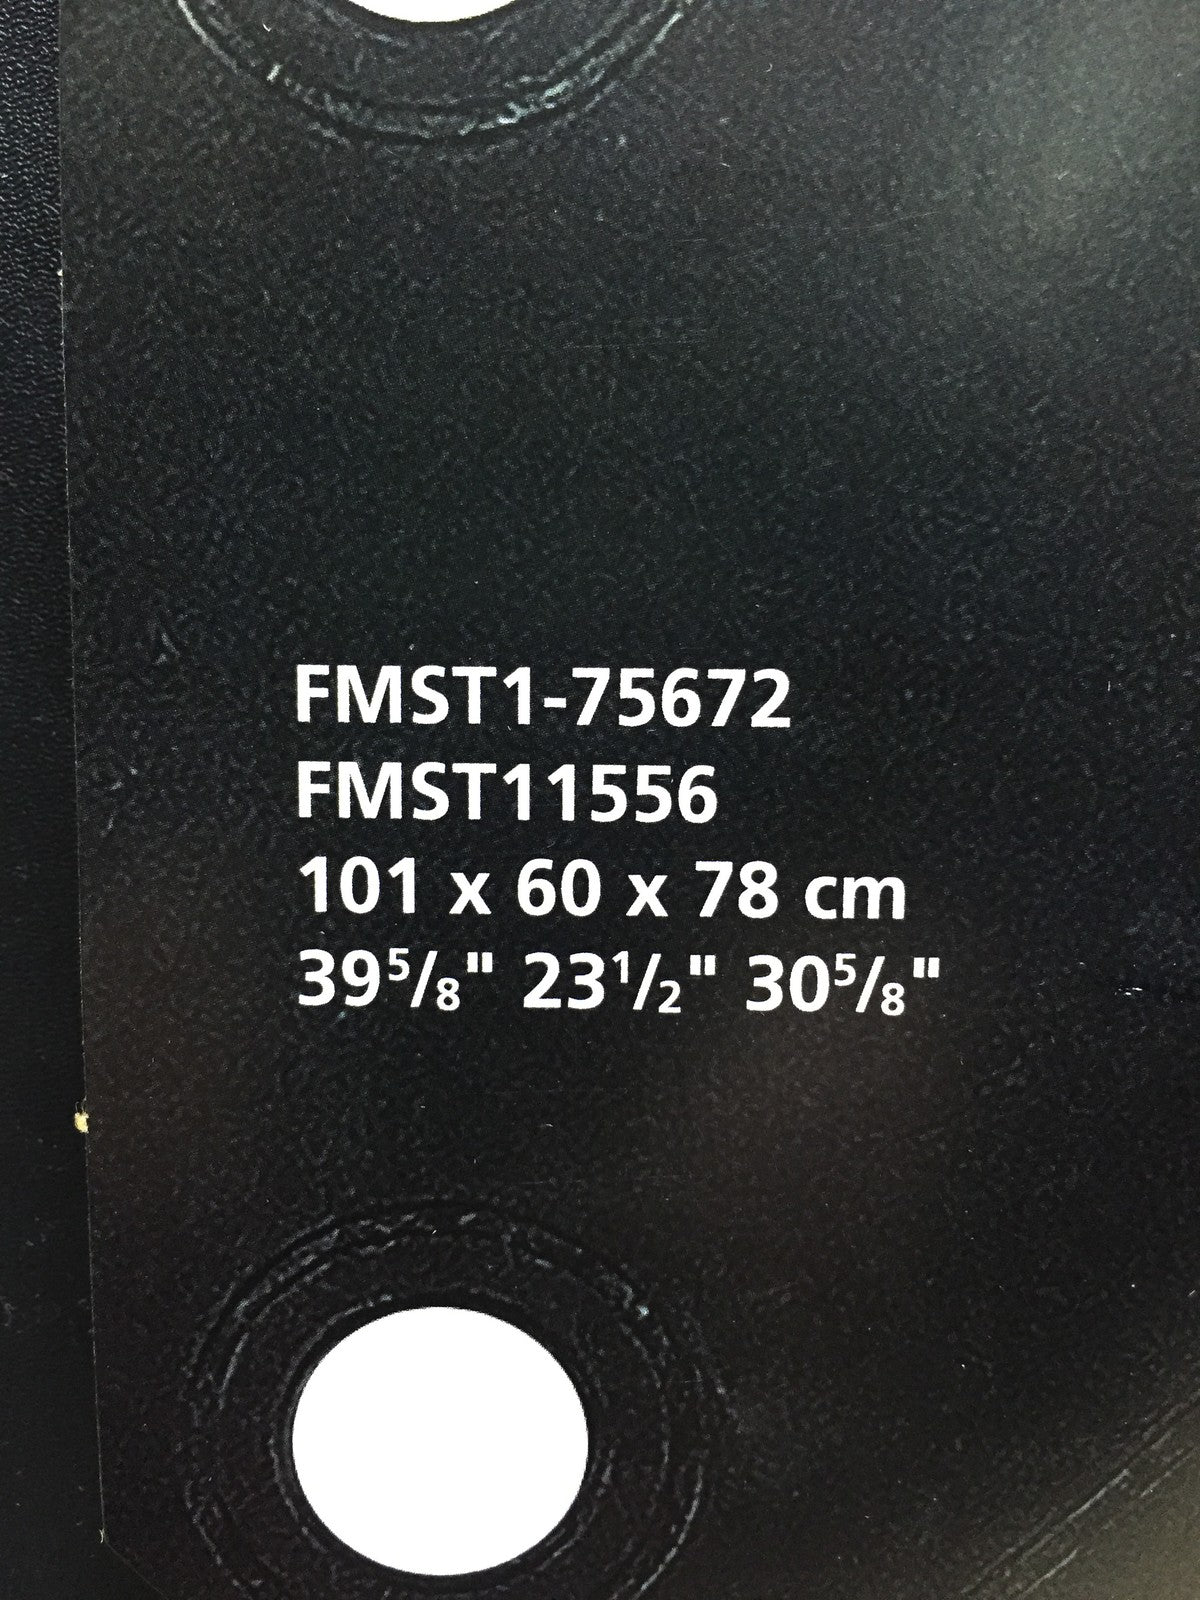 FMST1-75672
FMST11556
101 x 60 x 78 cm
39⁵/₈" 23¹/₂" 30⁵/₈"